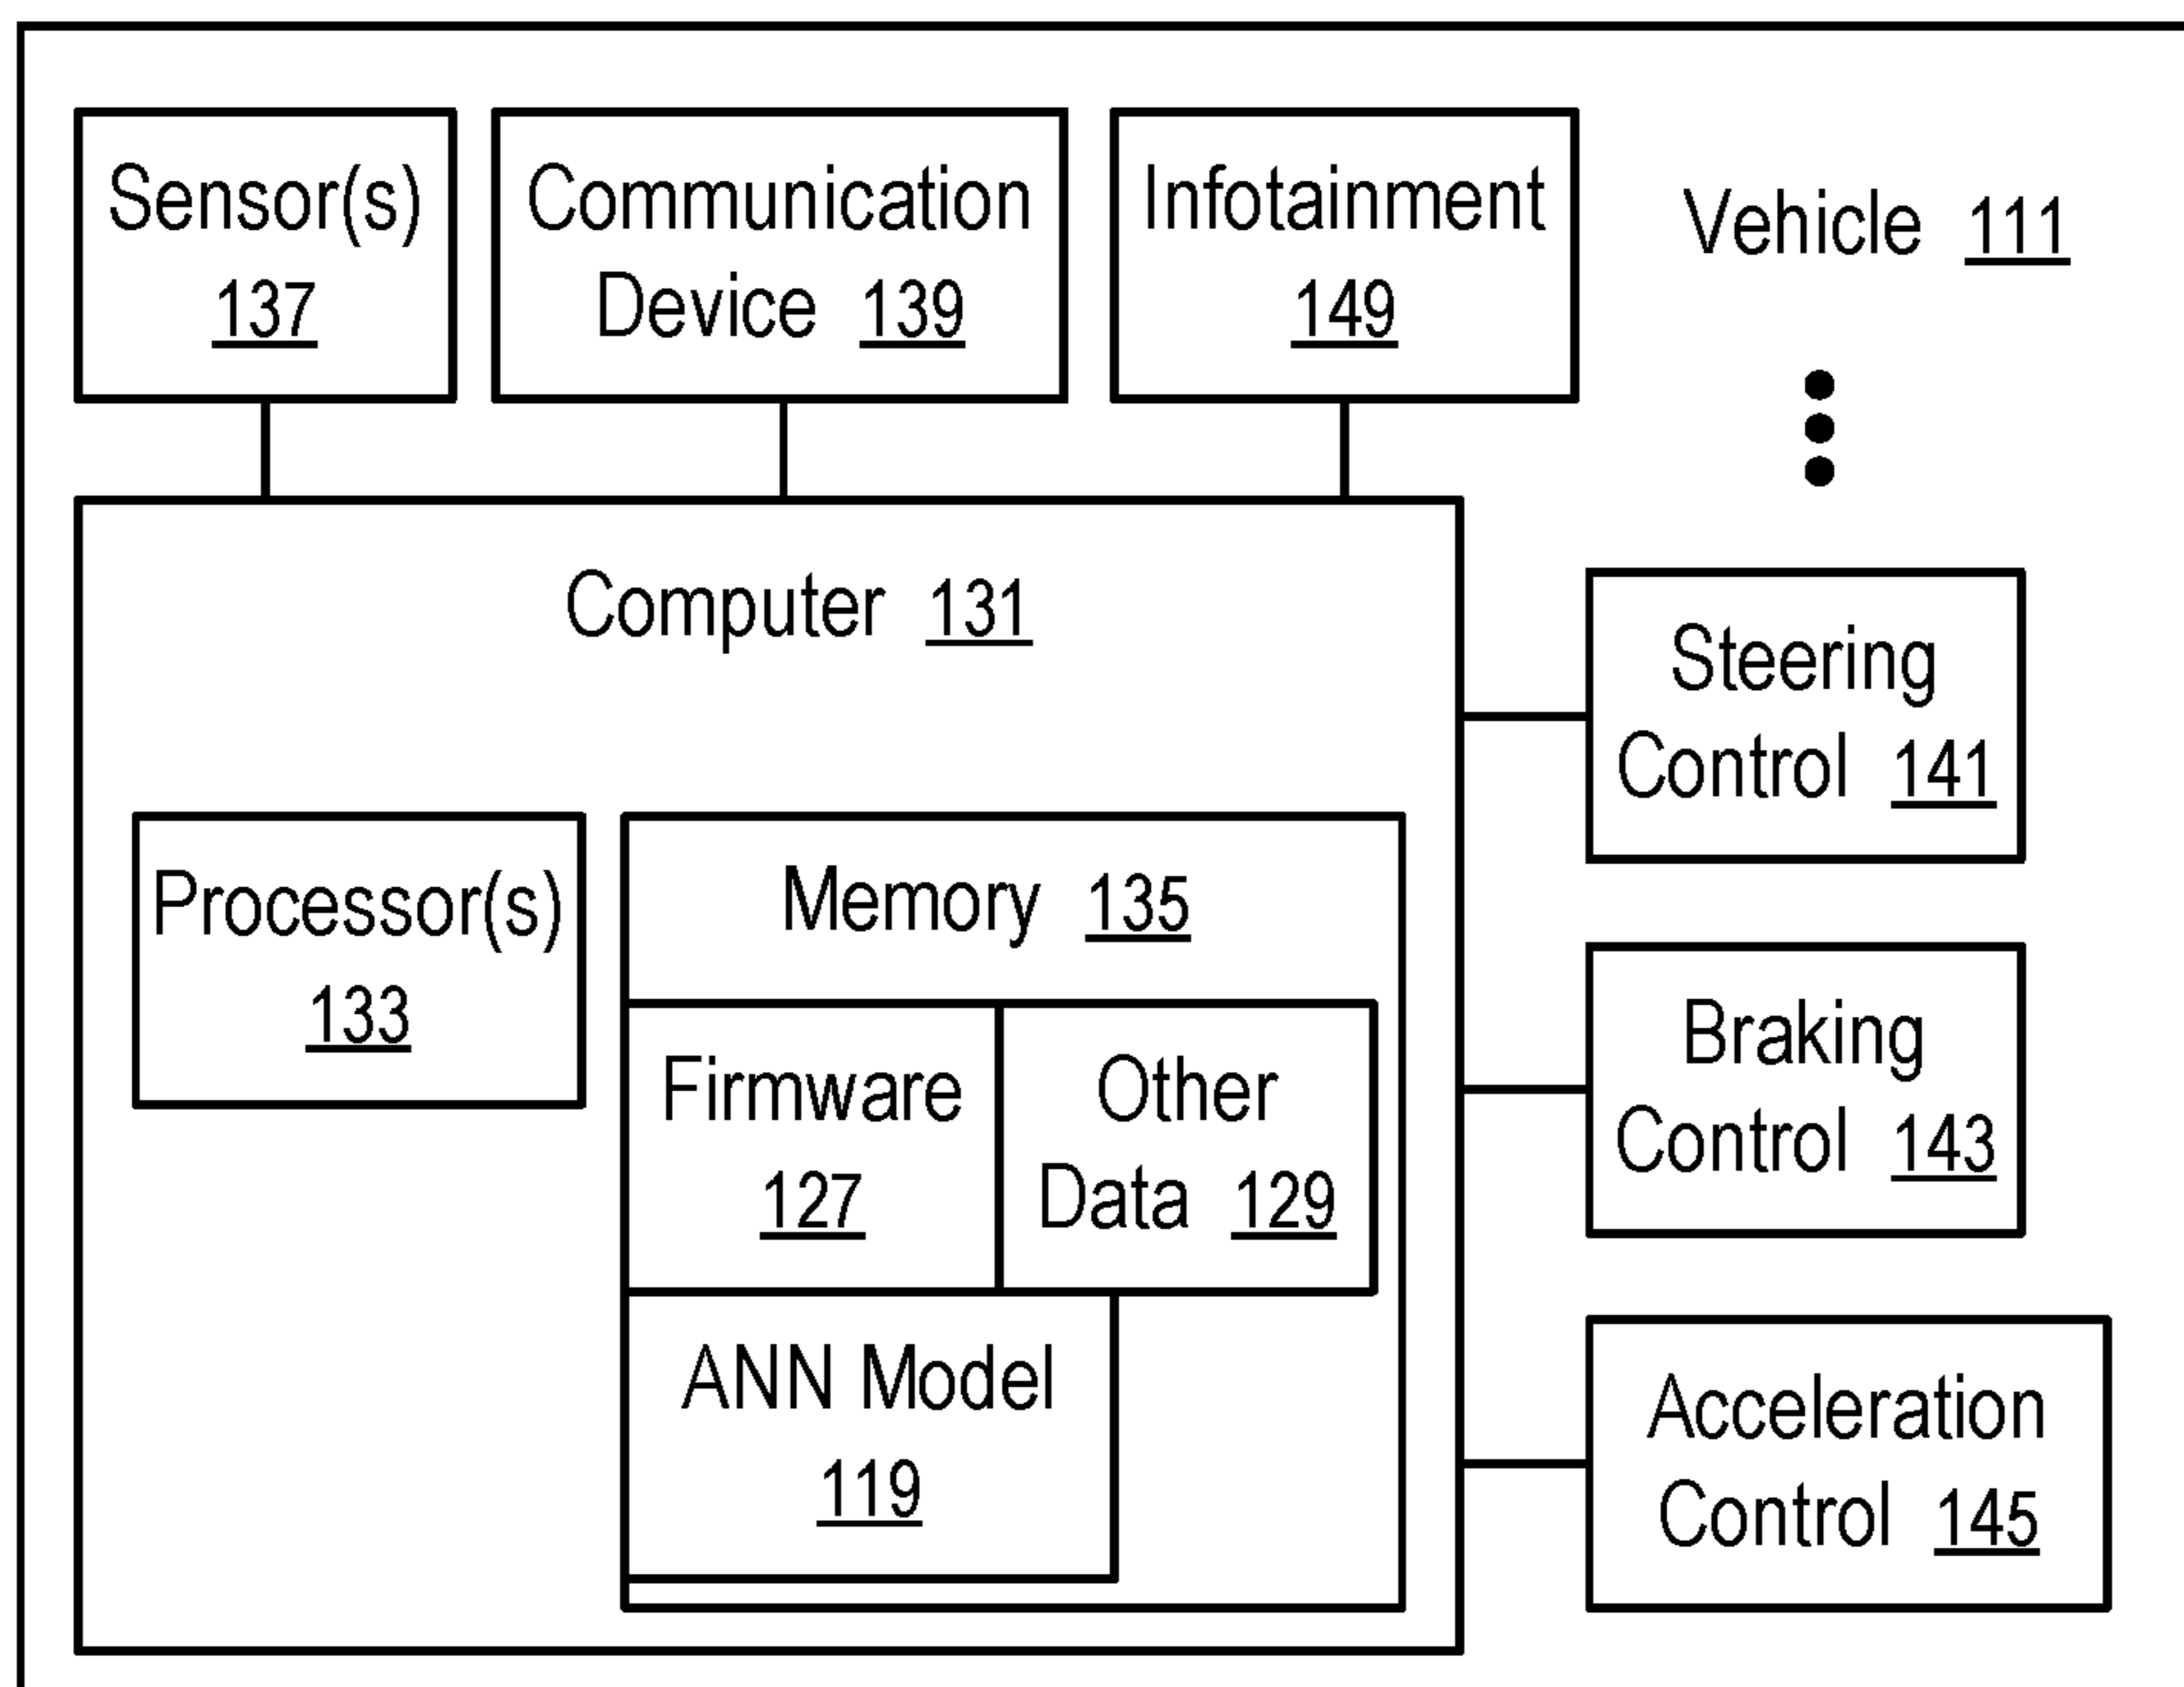 Sensor(s)
137
Communication
Device 139
Infotainment
149
Vehicle 111
Computer 131
Steering
Control 141
Processor(s)
133
Memory 135
Firmware
127
Other
Data 129
Braking
Control 143
ANN Model
119
Acceleration
Control 145